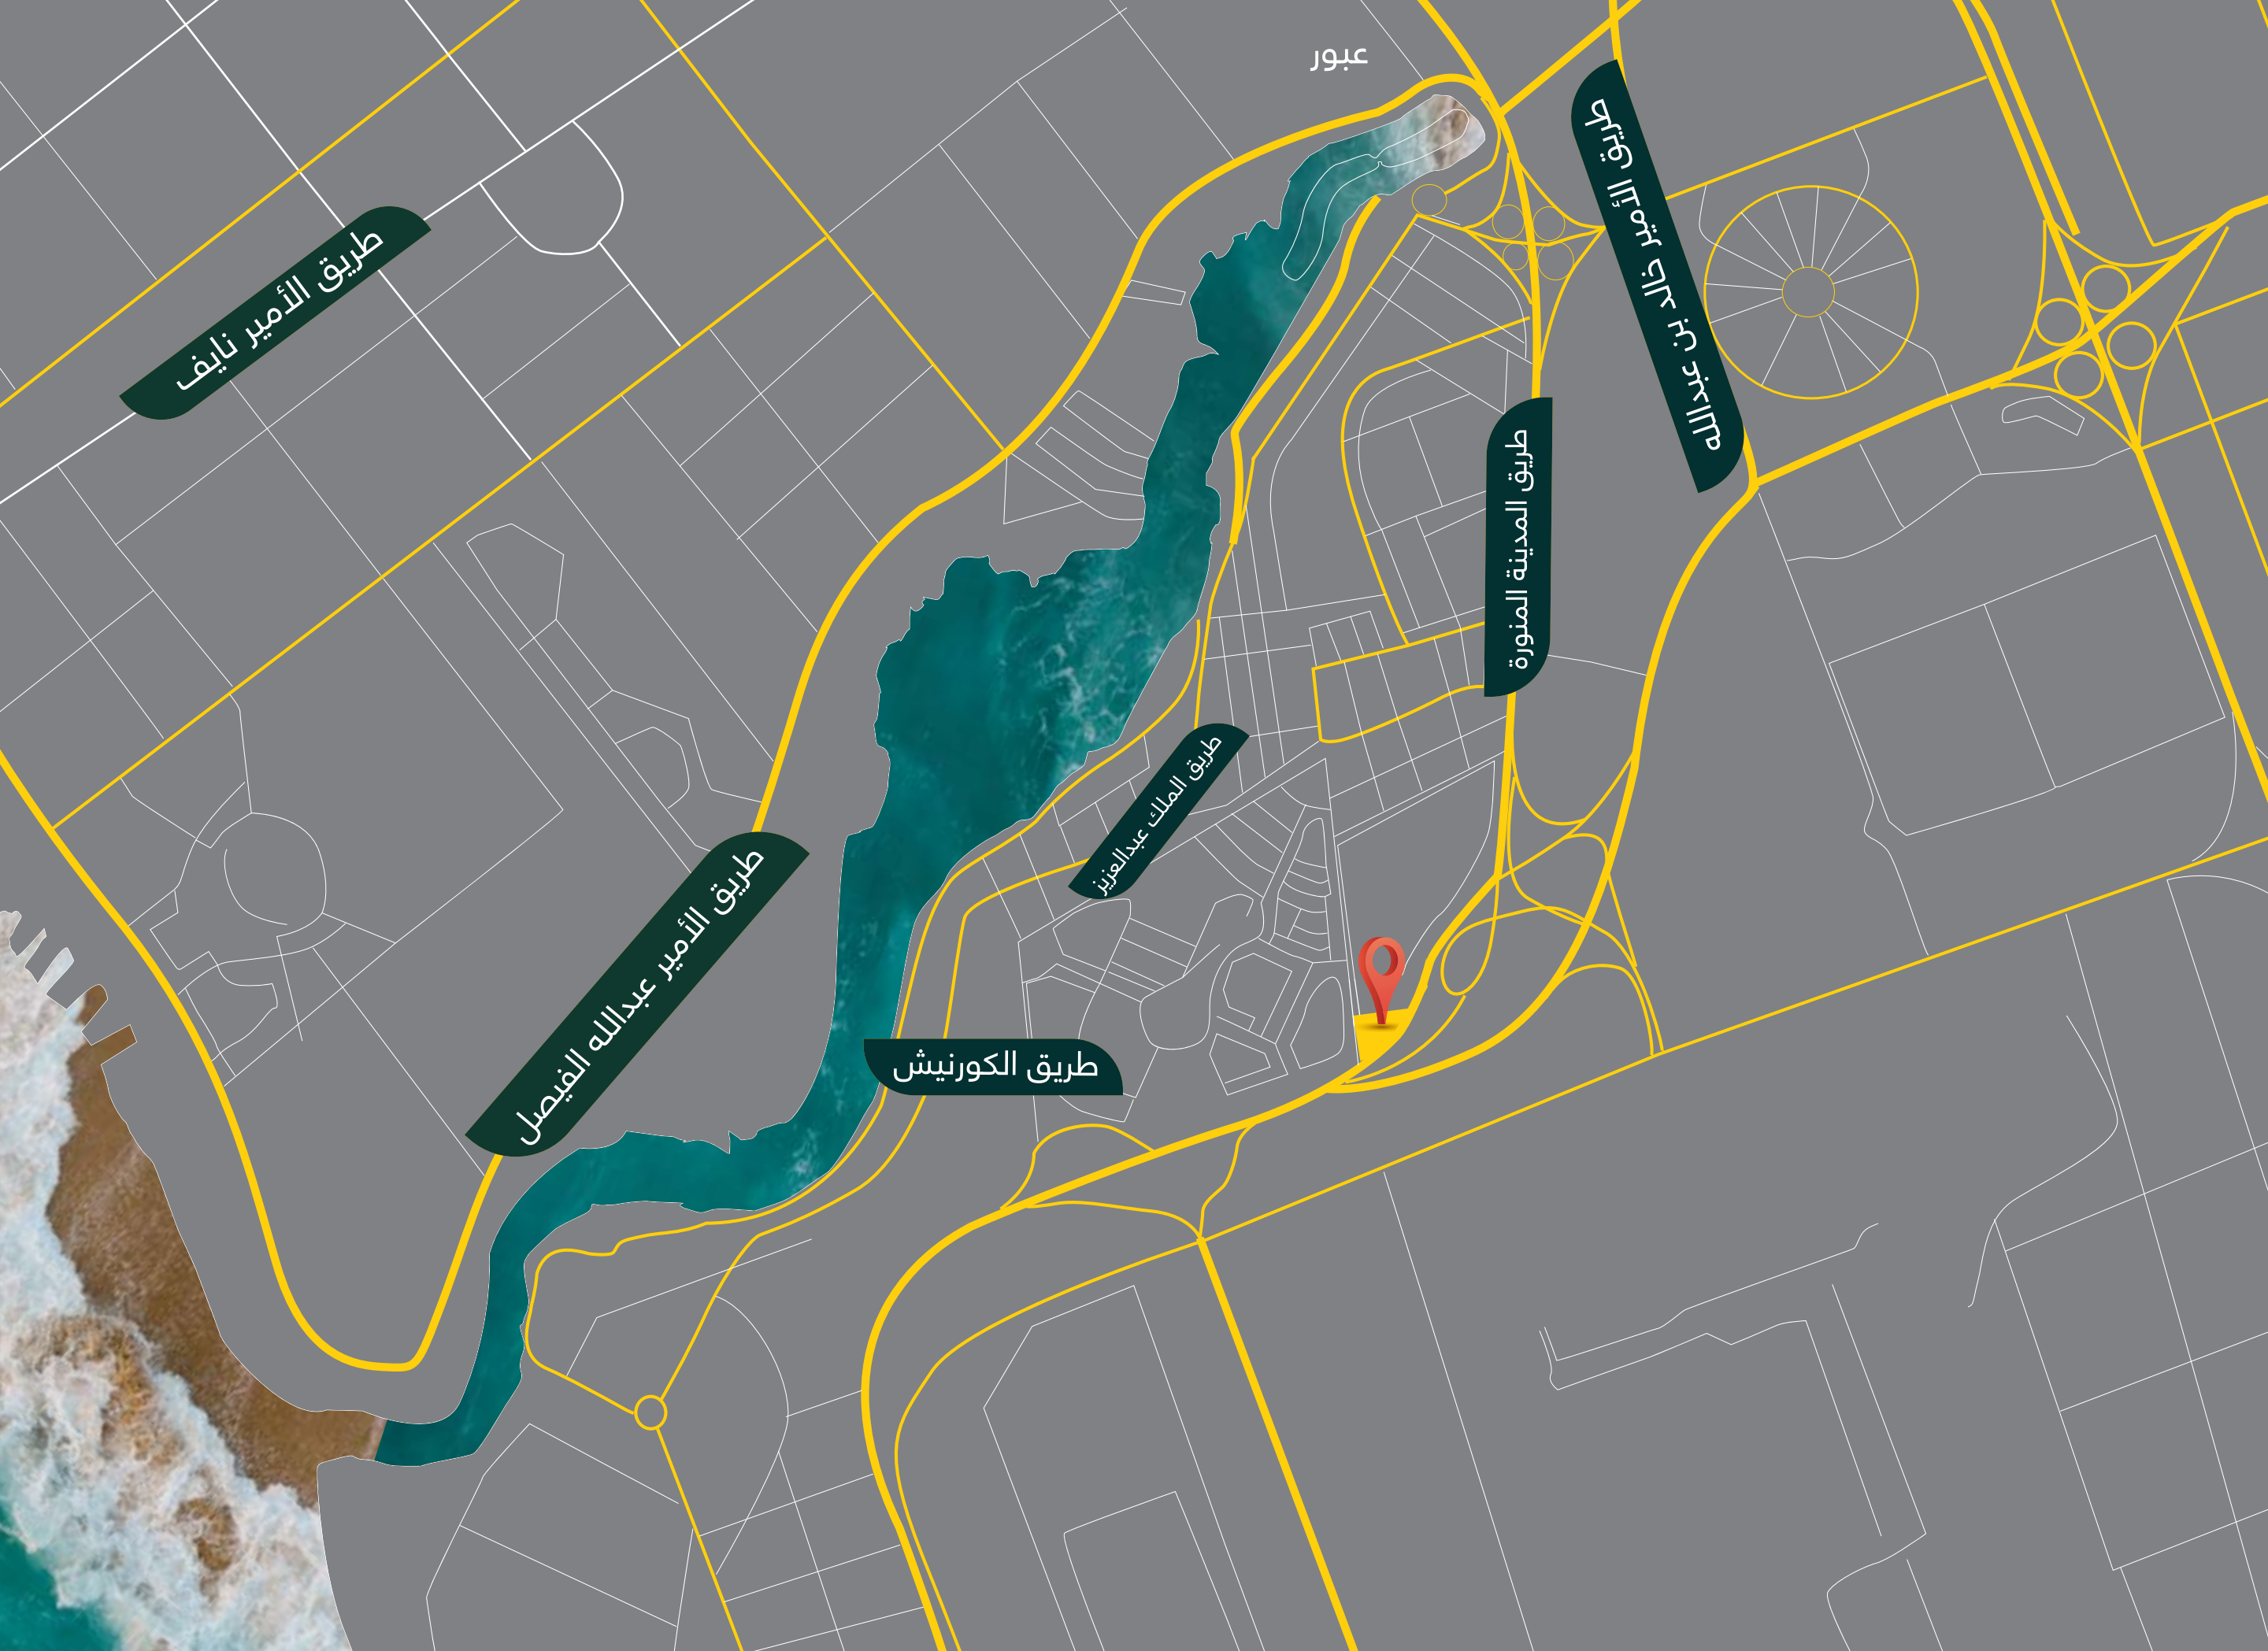 عبور
طريق الأمير خالد بن عبدالله
طريق الأمير نايف
طريق المدينة المنورة
طريق الملك عبدالعزيز
طريق الأمير عبدالله الفيصل
طريق الكورنيش